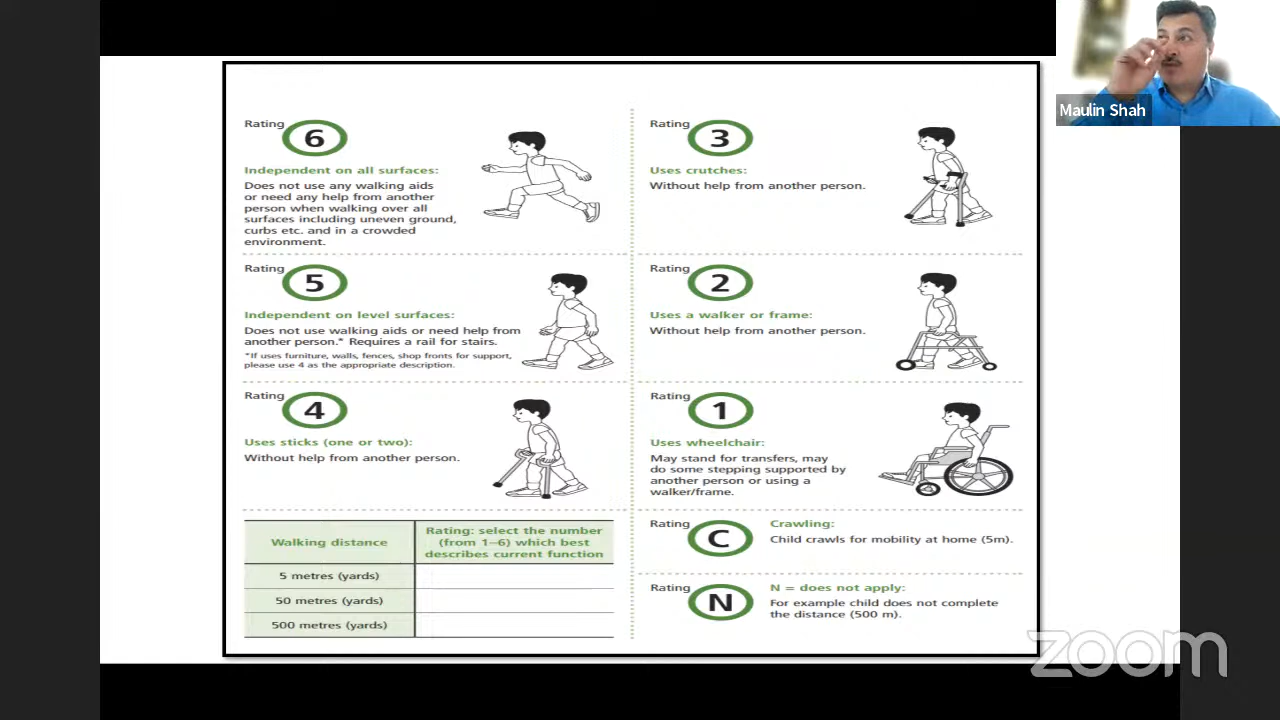 Maulin Shah
Rating
6
Independent on all surfaces:
Does not use any walking aids
or need any help from another
person when walking over all
surfaces including uneven ground,
curbs etc. and in a crowded
environment.
Rating
5
Independent on level surfaces:
Does not use walking aids or need help from
another person.* Requires a rail for stairs.
*If uses furniture, walls, fences, shop fronts for support,
please use 4 as the appropriate description.
Rating
4
Uses sticks (one or two):
Without help from another person.
Walking distance
Rating: select the number
(from 1–6) which best
describes current function
5 metres (yards)
50 metres (yards)
500 metres (yards)
Rating
3
Uses crutches:
Without help from another person.
Rating
2
Uses a walker or frame:
Without help from another person.
Rating
1
Uses wheelchair:
May stand for transfers, may
do some stepping supported by
another person or using a
walker/frame.
Rating
C
Crawling:
Child crawls for mobility at home (5m).
Rating
N
N = does not apply:
For example child does not complete
the distance (500 m).
zoom